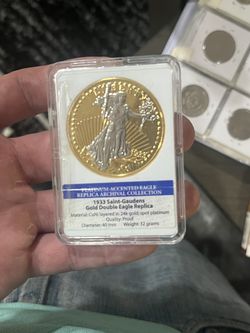 PLATINUM-ACCENTED EAGLE
REPLICA ARCHIVAL COLLECTION
1933 Saint-Gaudens
Gold Double Eagle Replica
Material: CuNi layered in 24k gold; spot platinum
Quality: Proof
Diameter: 40 mm Weight: 32 grams